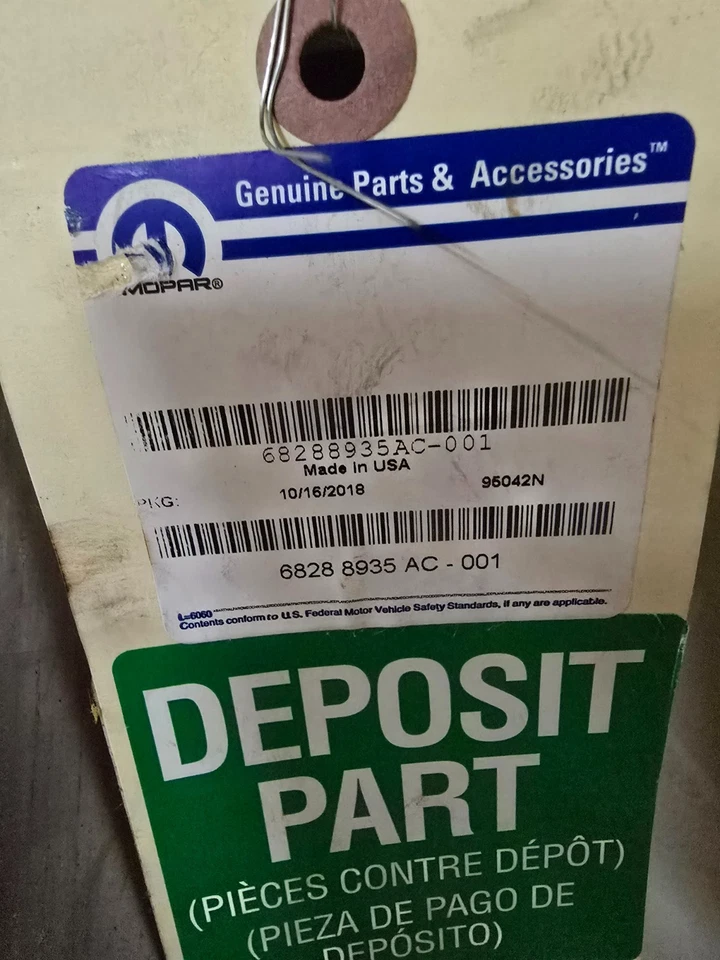 Genuine Parts & Accessories™
MOPAR®
68288935AC-001
Made in USA
PKG: 10/16/2018 95042N
6828 8935 AC - 001
L=6060
Contents conform to U.S. Federal Motor Vehicle Safety Standards, if any are applicable.
DEPOSIT
PART
(PIÈCES CONTRE DÉPÔT)
(PIEZA DE PAGO DE
DEPÓSITO)